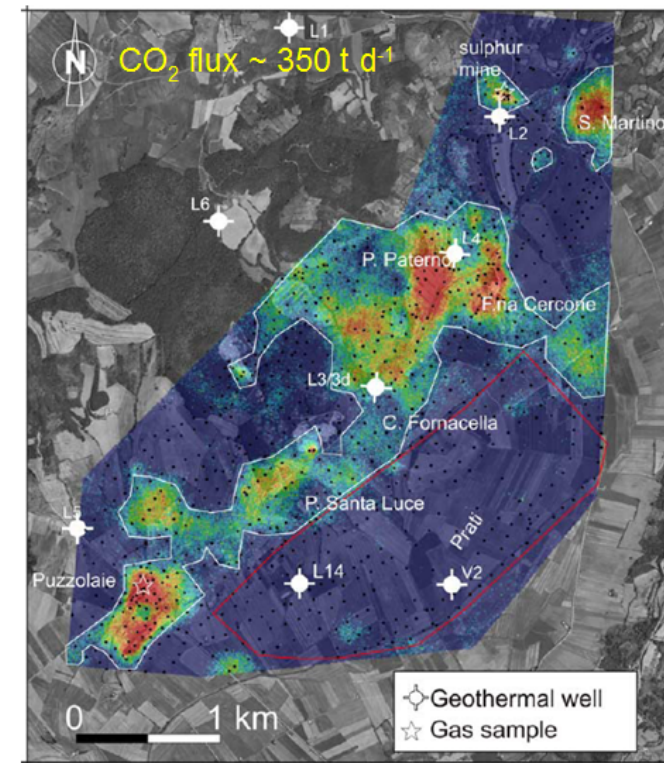 L1
N
CO₂ flux ~ 350 t d⁻¹
sulphur
mine
S. Martino
L2
L6
P. Paterno
L4
F.na Cercone
L3/3d
C. Fornacella
P. Santa Luce
L5
Prati
Puzzolaie
L14
V2
0 1 km
Geothermal well
Gas sample